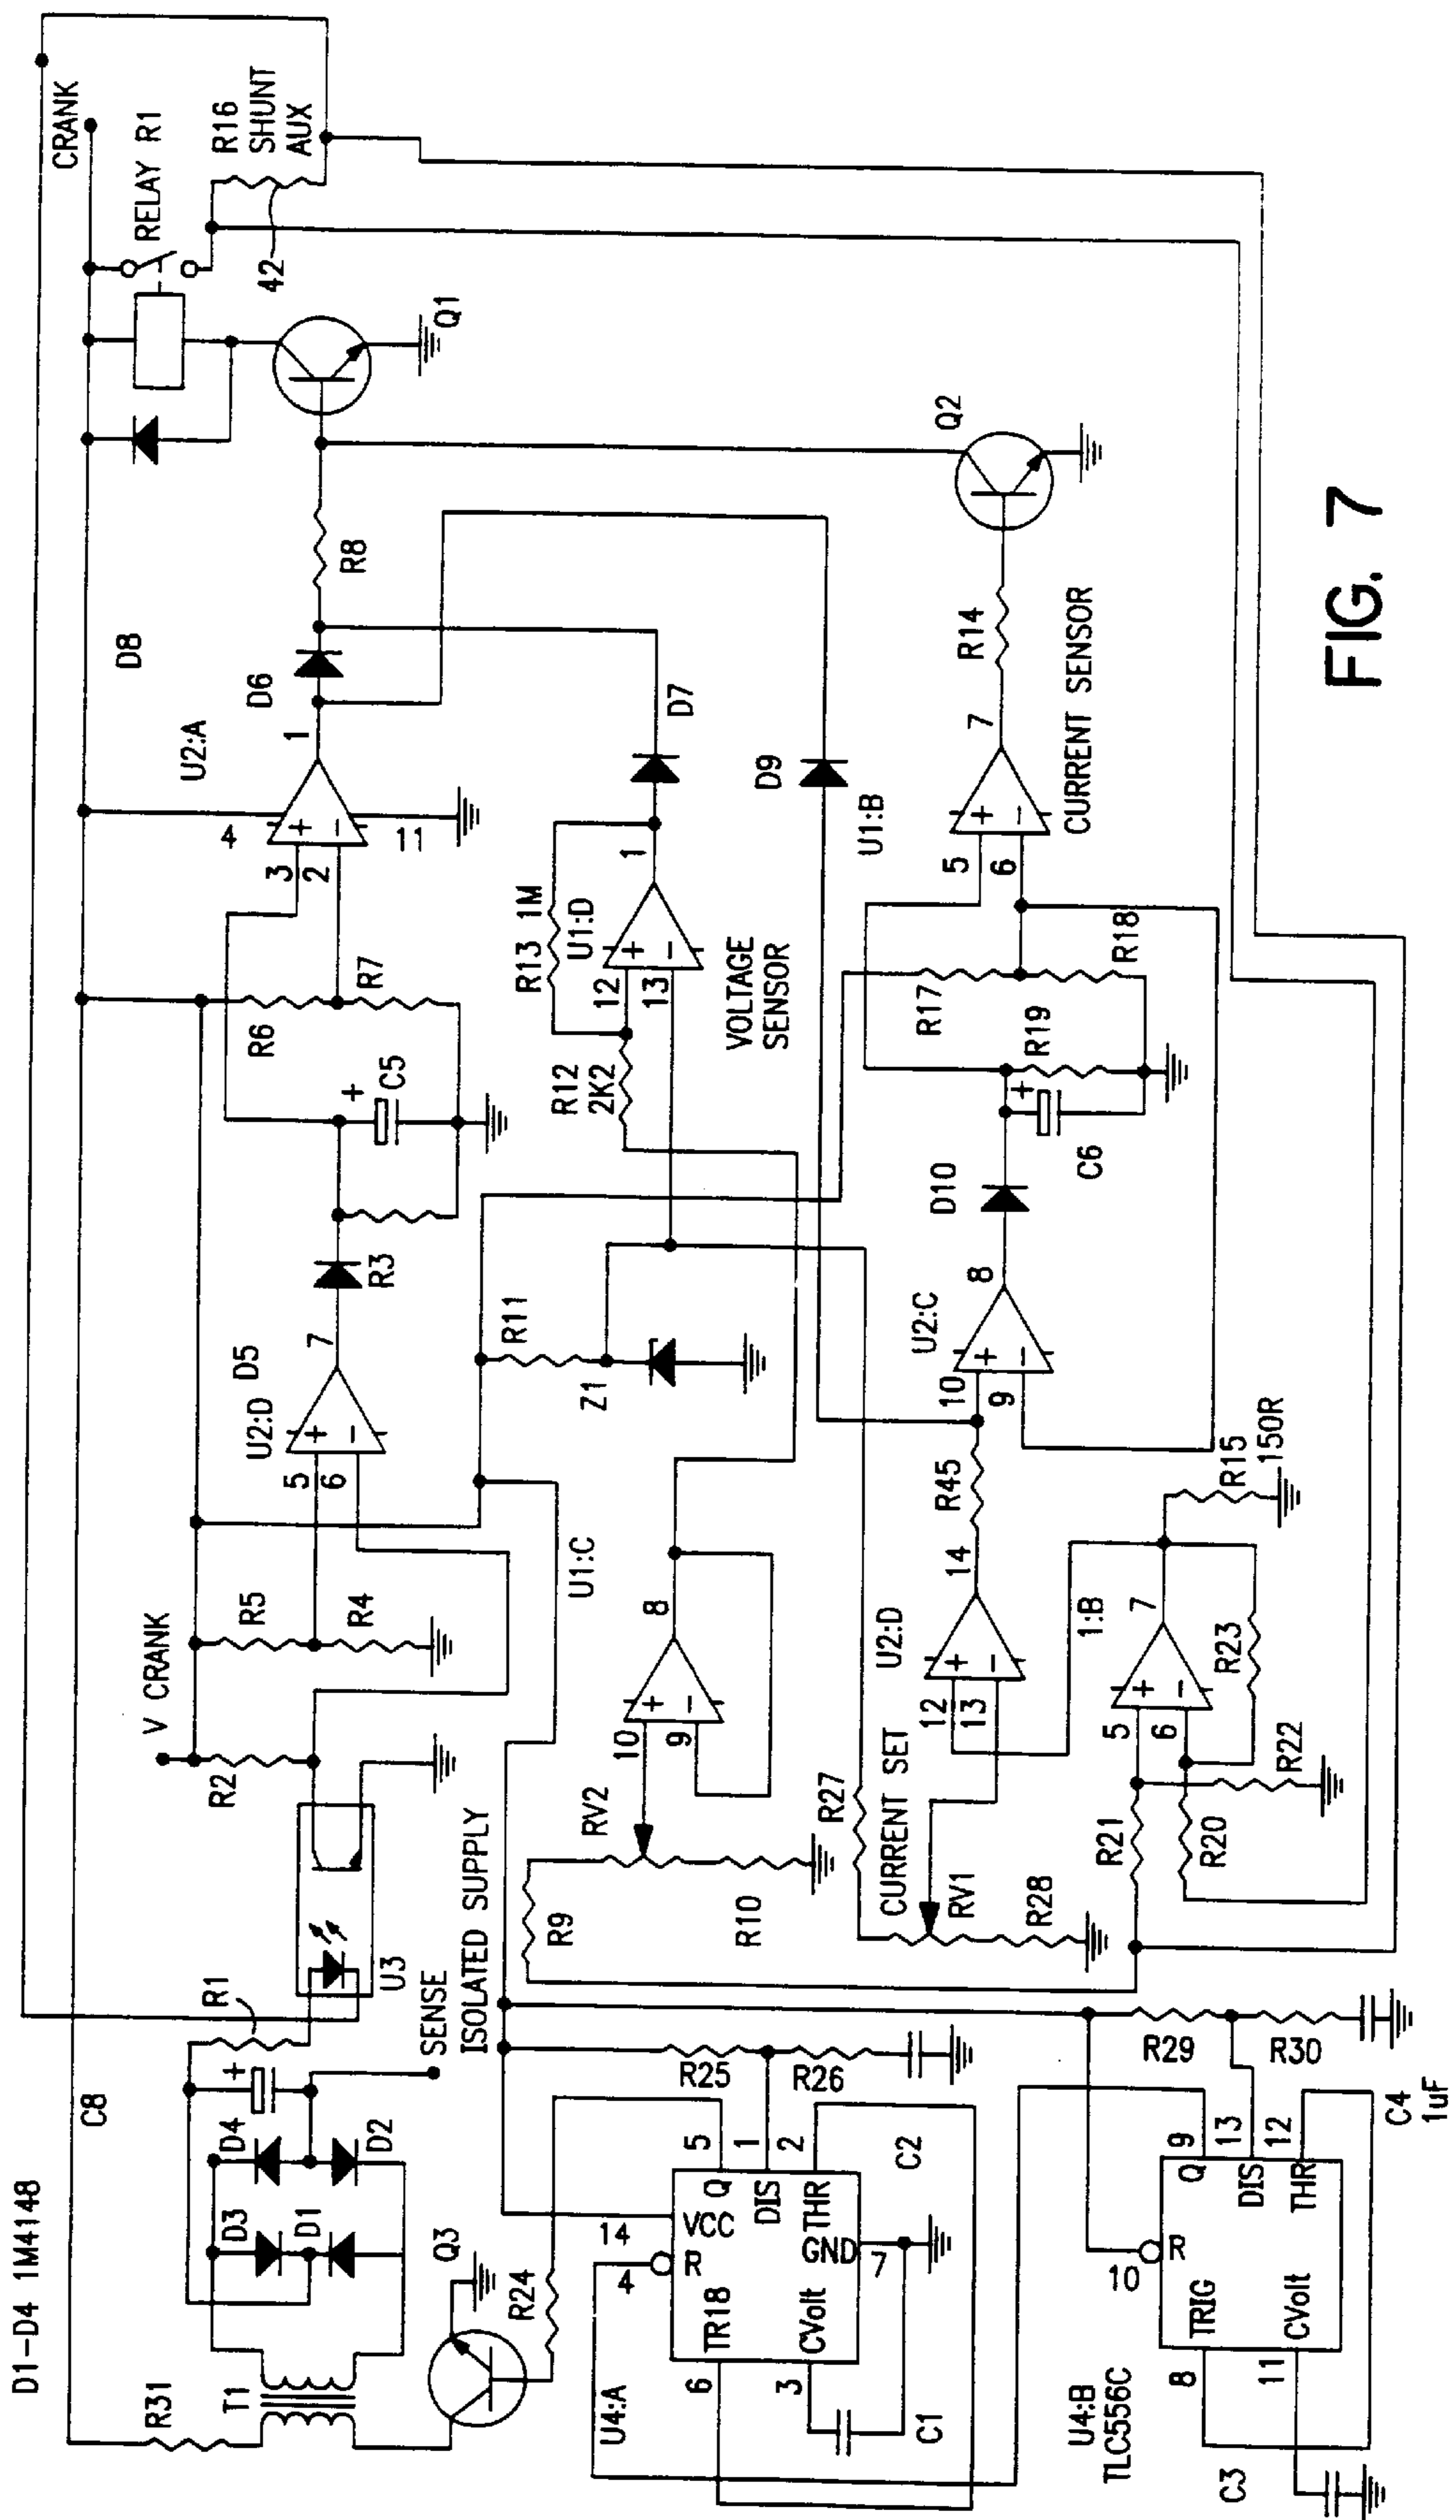 D1-D4 1M4148
R31
T1
D3
D1
D4
D2
C8
+
R1
U3
SENSE
ISOLATED SUPPLY
V CRANK
R2
R5
R4
U2:D
D5
5
6
+
−
7
R3
+
C5
R6
R7
3
2
+
−
4
11
U2:A
1
D6
D8
R8
CRANK
RELAY R1
R16
SHUNT
AUX
42
Q1
Q2
Q3
R24
U4:A
14
4
R
VCC
5
Q
1
DIS
2
THR
GND
7
6
TR18
3
CVolt
C1
C2
R25
R26
R9
RV2
R10
10
9
+
−
8
U1:C
Z1
R11
R12
2K2
R13 1M
U1:D
12
13
+
−
1
VOLTAGE
SENSOR
D7
D9
U1:B
R27
CURRENT SET
RV1
R28
U2:D
12
13
+
−
14
R45
U2:C
10
9
+
−
8
D10
+
C6
R19
R17
R18
5
6
+
−
7
CURRENT SENSOR
R14
R21
R20
R22
5
6
+
−
1:B
7
R23
R15
150R
U4:B
TLC556C
10
R
9
Q
13
DIS
12
THR
8
TRIG
11
CVolt
C3
C4
1uF
R29
R30
FIG. 7